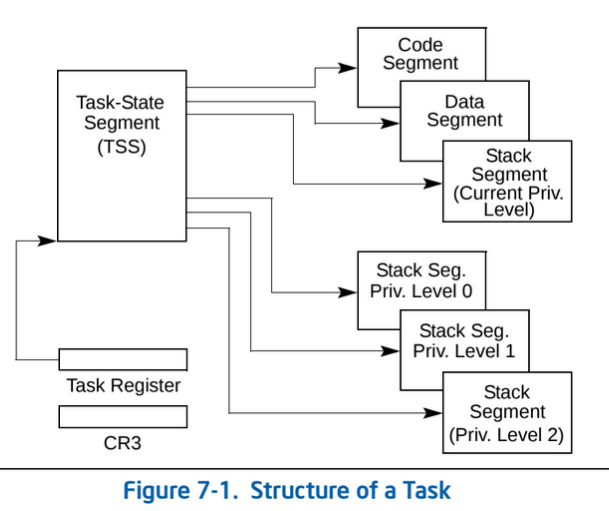 Code
Segment
Task-State
Segment
(TSS)
Data
Segment
Stack
Segment
(Current Priv.
Level)
Stack Seg.
Priv. Level 0
Stack Seg.
Priv. Level 1
Task Register
Stack
Segment
(Priv. Level 2)
CR3
Figure 7-1. Structure of a Task